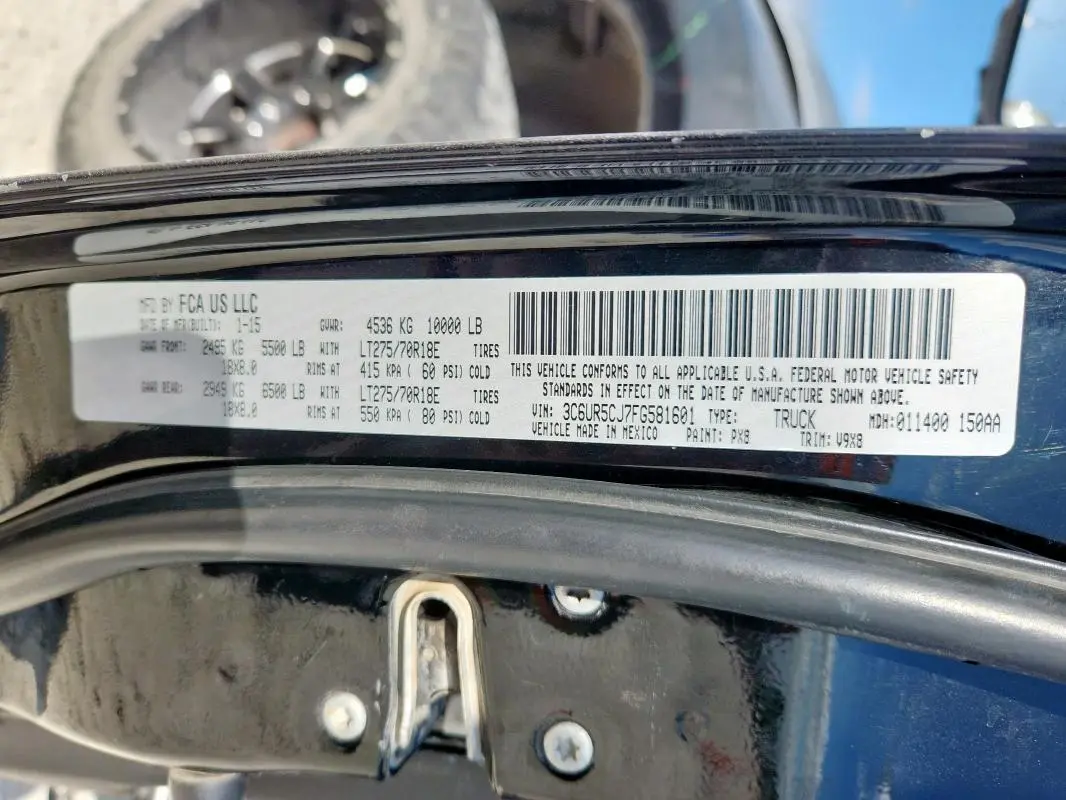 MFD BY FCA US LLC
DATE OF MFR(BUILT): 1-15 GVWR: 4536 KG 10000 LB
GAWR FRONT: 2495 KG 5500 LB WITH LT275/70R18E TIRES
18X8.0 RIMS AT 415 KPA ( 60 PSI) COLD
GAWR REAR: 2949 KG 6500 LB WITH LT275/70R18E TIRES
18X8.0 RIMS AT 550 KPA ( 80 PSI) COLD
THIS VEHICLE CONFORMS TO ALL APPLICABLE U.S.A. FEDERAL MOTOR VEHICLE SAFETY
STANDARDS IN EFFECT ON THE DATE OF MANUFACTURE SHOWN ABOVE.
VIN: 3C6UR5CJ7FG581601 TYPE: TRUCK MDH:011400 150AA
VEHICLE MADE IN MEXICO PAINT: PX8 TRIM: V9X8